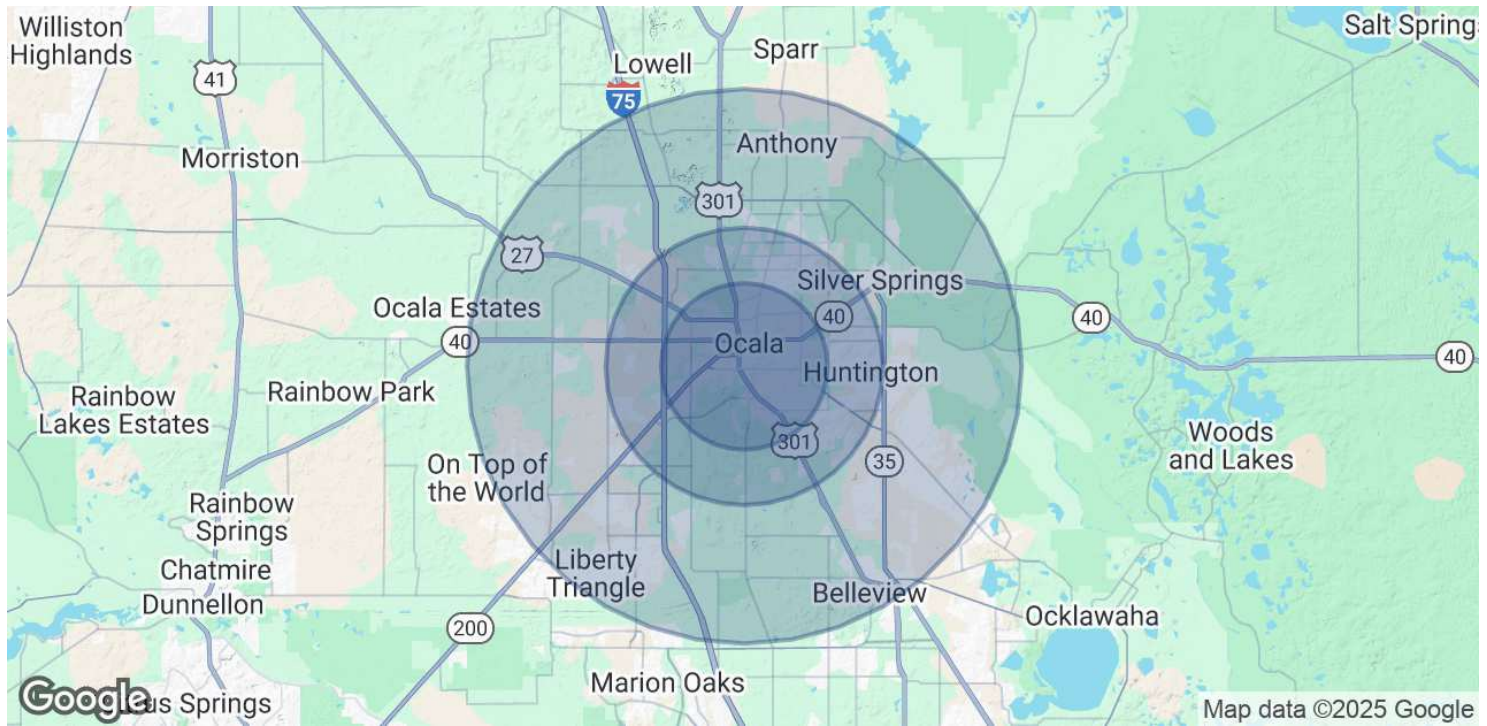 Williston
Highlands
Salt Springs
Sparr
Lowell
41
75
Anthony
Morriston
301
27
Silver Springs
Ocala Estates
40
40
40
Ocala
40
Huntington
Rainbow Park
Rainbow
Lakes Estates
301
Woods
and Lakes
35
On Top of
the World
Rainbow
Springs
Liberty
Triangle
Chatmire
Belleview
Dunnellon
Ocklawaha
200
Marion Oaks
Google
Springs
Map data ©2025 Google